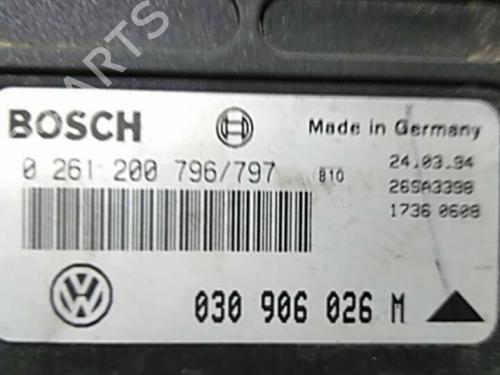 PARTS
BOSCH Made in Germany
0 261 200 796/797 810 24.03.94
26SA3398
1736 0608
030 906 026 M